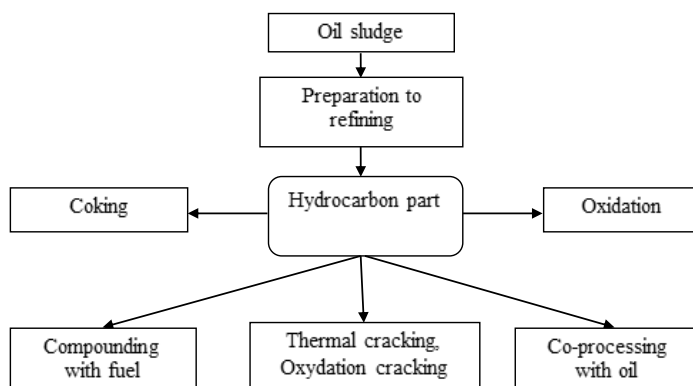 Oil sludge
Preparation to
refining
Hydrocarbon part
Coking
Oxidation
Compounding
with fuel
Thermal cracking,
Oxydation cracking
Co-processing
with oil